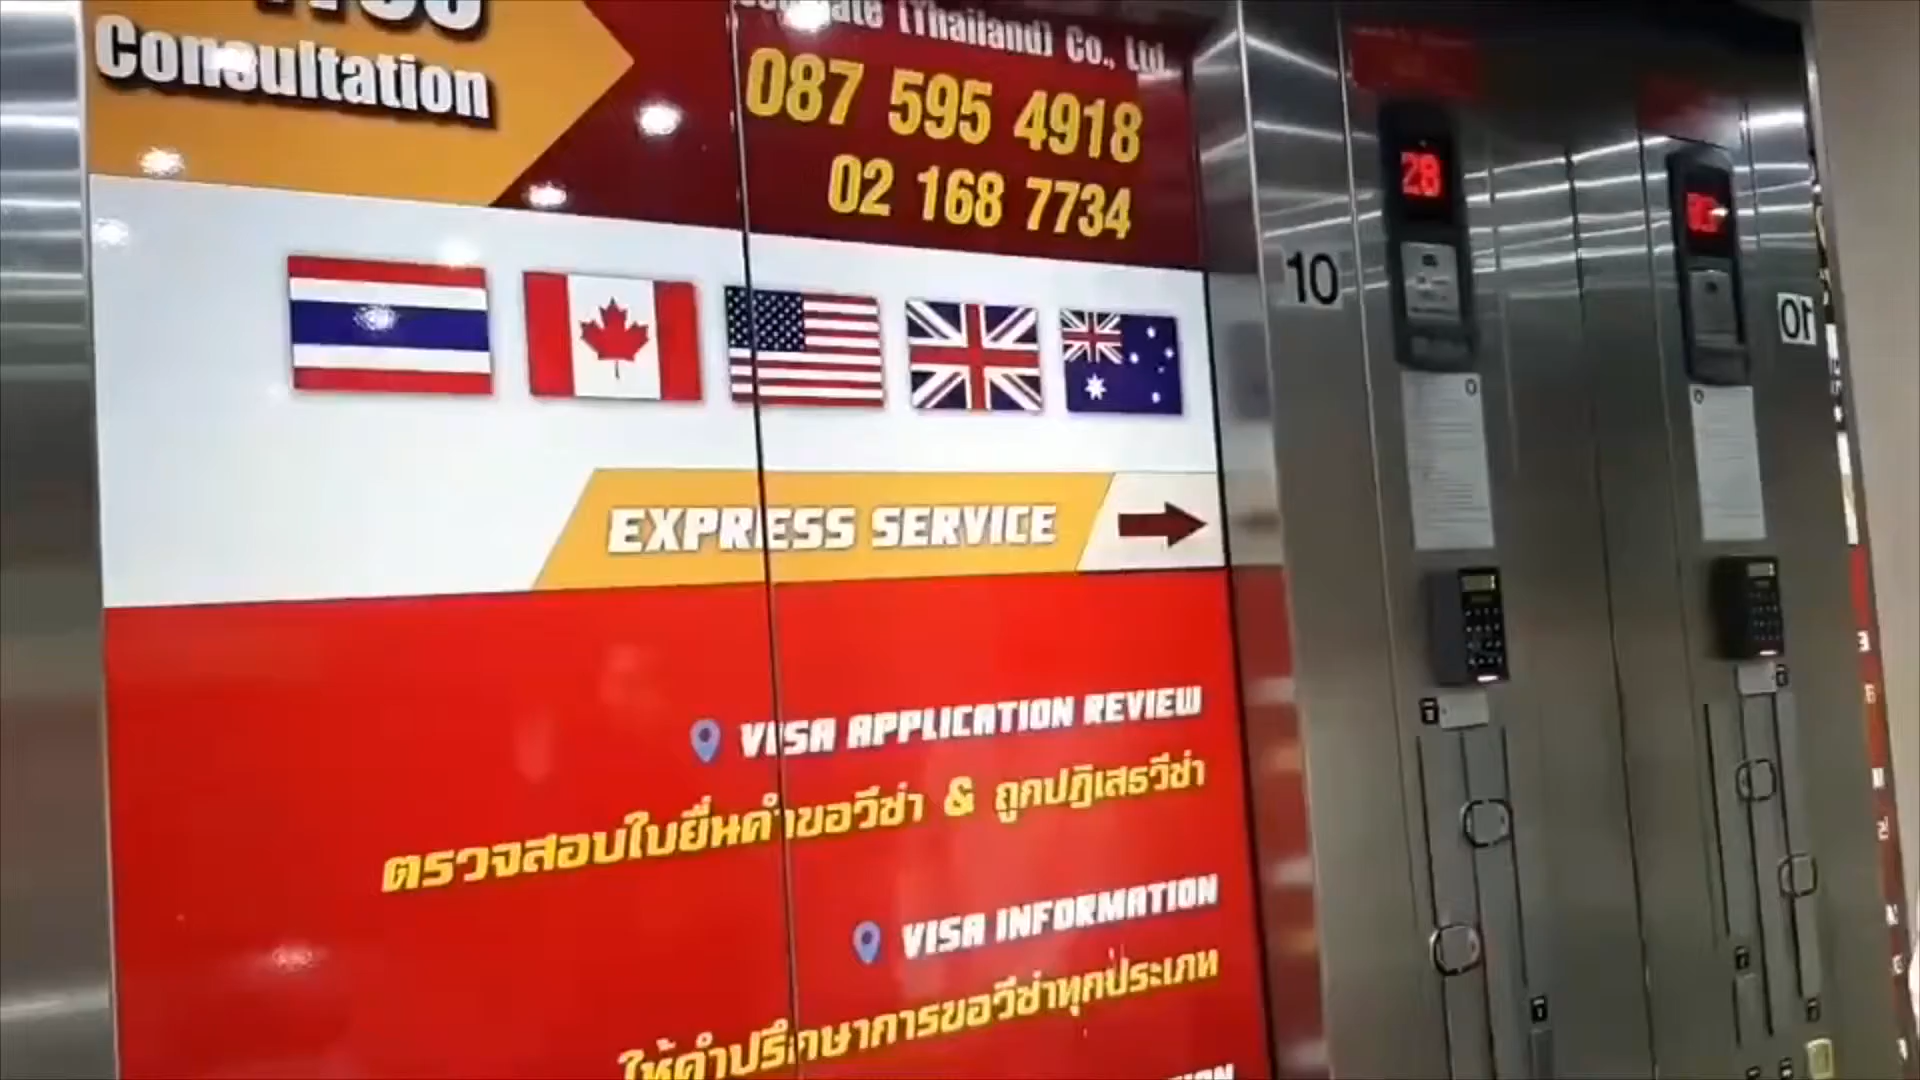 Consultation
(Thailand) Co., Ltd.
087 595 4918
02 168 7734
28
10
EXPRESS SERVICE
VISA APPLICATION REVIEW
ตรวจสอบใบยื่นคำขอวีซ่า & ถูกปฏิเสธวีซ่า
VISA INFORMATION
ให้คำปรึกษาการขอวีซ่าทุกประเภท